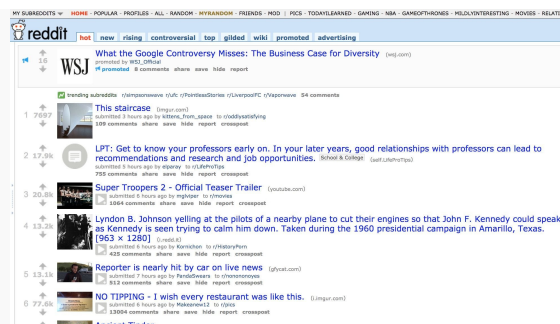 MY SUBREDDITS HOME - POPULAR - PROFILES - ALL - RANDOM - MYRANDOM - FRIENDS - MOD | PICS - TODAYILEARNED - GAMING - NBA - GAMEOFTHRONES - MILDLYINTERESTING - MOVIES - RELATI
reddit hot new rising controversial top gilded wiki promoted advertising
What the Google Controversy Misses: The Business Case for Diversity (wsj.com)
16 WSJ promoted by WSJ_Official
promoted 8 comments share save hide report
trending subreddits r/simpsonswave r/ufc r/PointlessStories r/LiverpoolFC r/Vaporwave 54 comments
This staircase (imgur.com)
1 7697 submitted 3 hours ago by kittens_from_space to r/oddlysatisfying
109 comments share save hide report crosspost
LPT: Get to know your professors early on. In your later years, good relationships with professors can lead to
2 17.9k recommendations and research and job opportunities. School & College (self.LifeProTips)
submitted 5 hours ago by elparay to r/LifeProTips
755 comments share save hide report crosspost
Super Troopers 2 - Official Teaser Trailer (youtube.com)
3 20.8k submitted 6 hours ago by mgiviper to r/movies
1064 comments share save hide report crosspost
Lyndon B. Johnson yelling at the pilots of a nearby plane to cut their engines so that John F. Kennedy could speak
4 13.2k as Kennedy is seen trying to calm him down. Taken during the 1960 presidential campaign in Amarillo, Texas.
[963 × 1280] (i.redd.it)
submitted 6 hours ago by Kornichon to r/HistoryPorn
425 comments share save hide report crosspost
Reporter is nearly hit by car on live news (gfycat.com)
5 13.1k submitted 7 hours ago by PandaSwears to r/nononoyes
512 comments share save hide report crosspost
NO TIPPING - I wish every restaurant was like this. (i.imgur.com)
6 77.6k submitted 6 hours ago by Makeanew12 to r/pics
13004 comments share save hide report crosspost